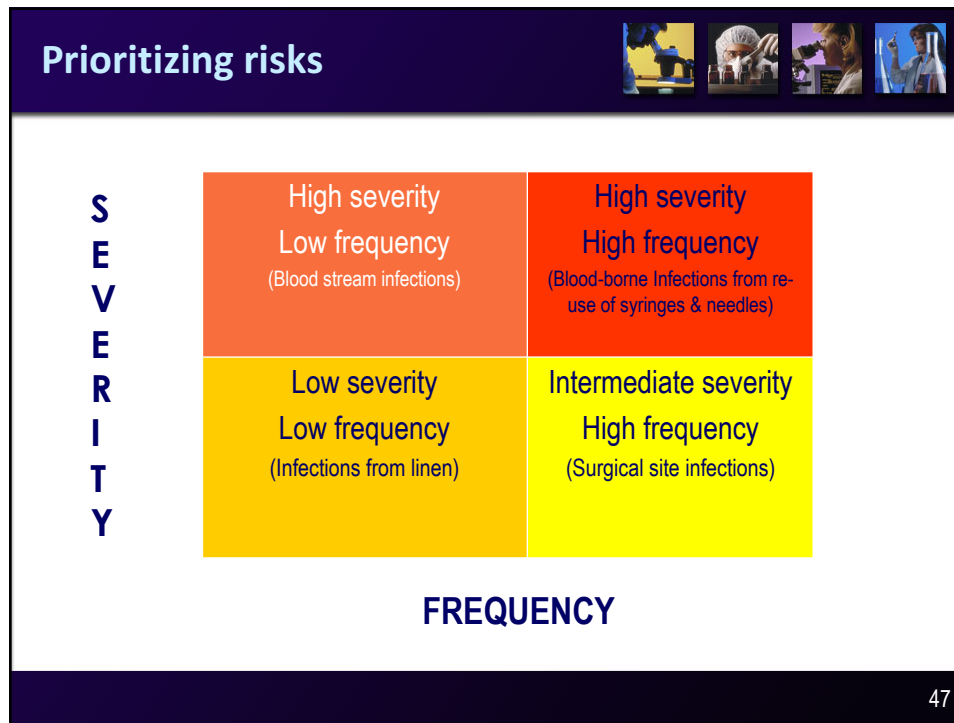 Prioritizing risks
S
E
V
E
R
I
T
Y
High severity
Low frequency
(Blood stream infections)
High severity
High frequency
(Blood-borne Infections from re-
use of syringes & needles)
Low severity
Low frequency
(Infections from linen)
Intermediate severity
High frequency
(Surgical site infections)
FREQUENCY
47